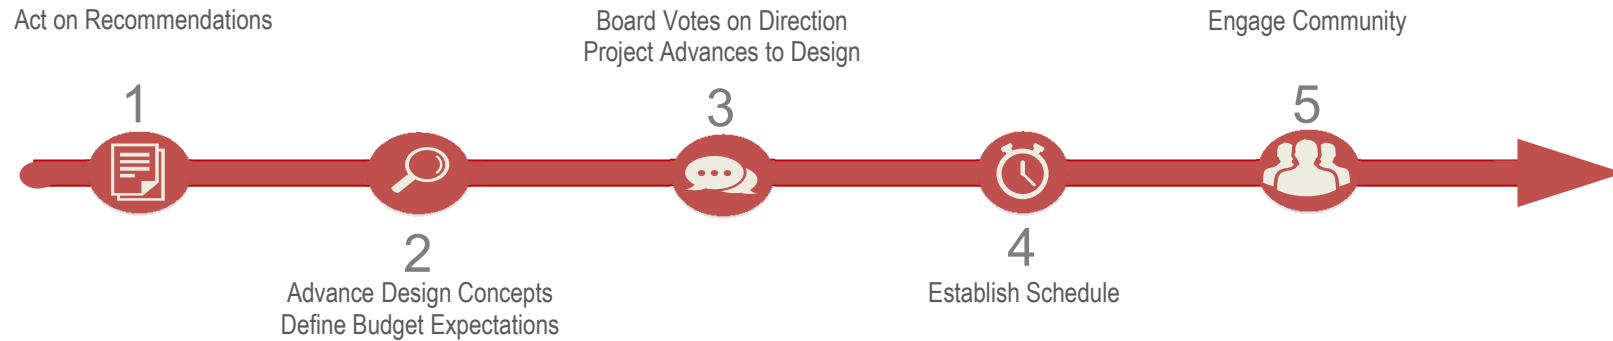 Act on Recommendations
1
2
Advance Design Concepts
Define Budget Expectations
Board Votes on Direction
Project Advances to Design
3
4
Establish Schedule
Engage Community
5